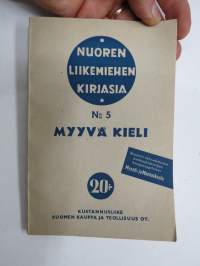 NUOREN
LIIKEMIEHEN
KIRJASIA
No 5
MYYVÄ KIELI
20:-
KUSTANNUSLIIKE
SUOMEN KAUPPA JA TEOLLISUUS OY.